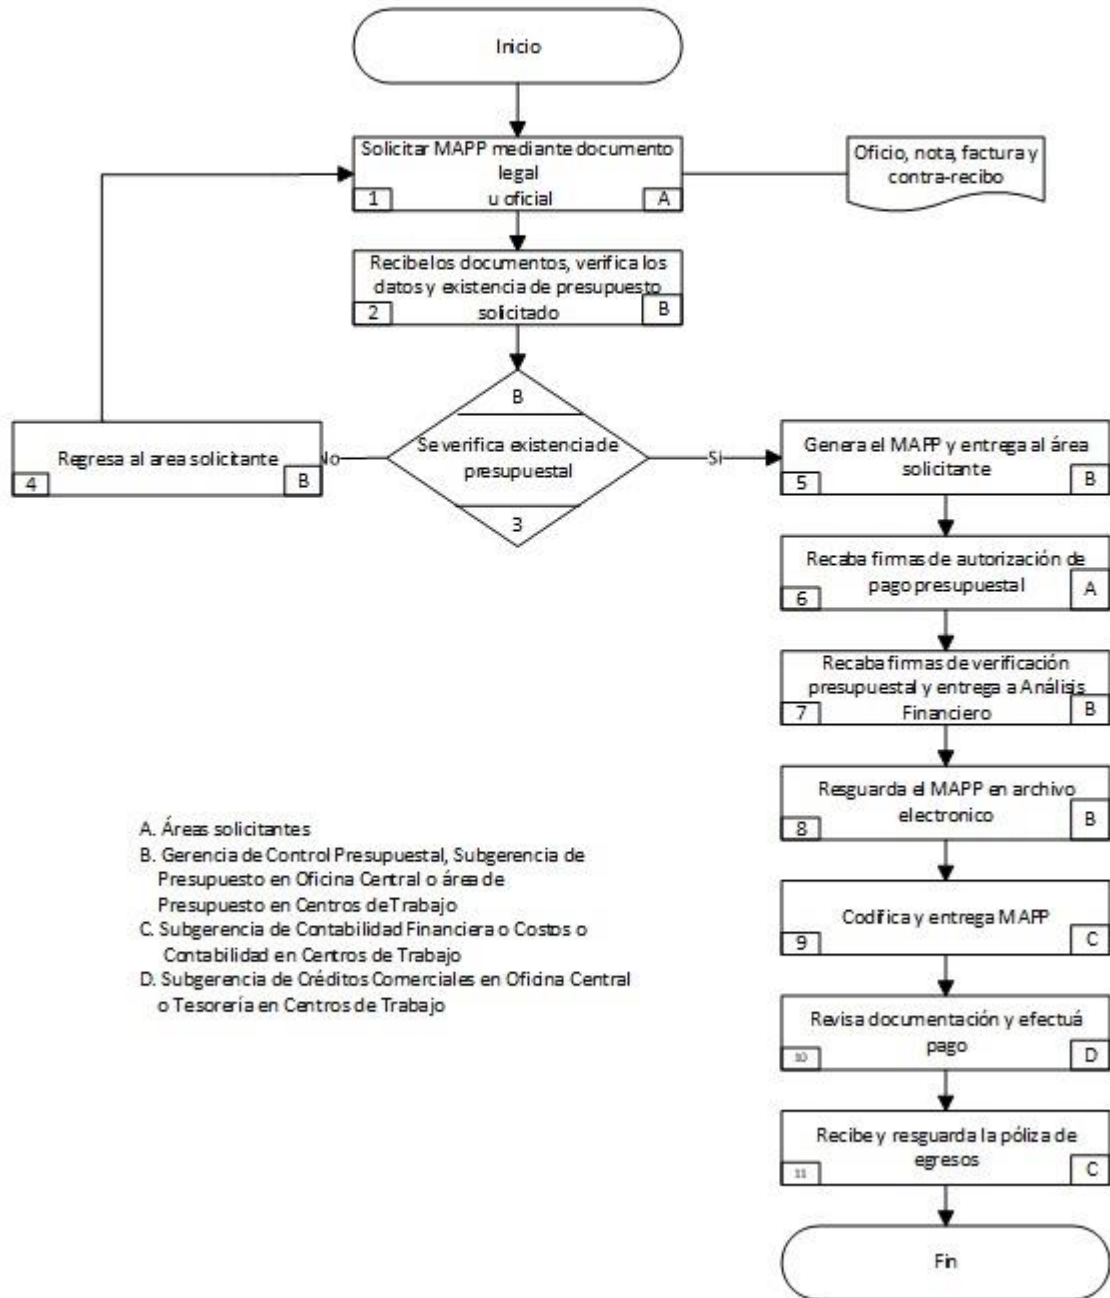 Inicio
Solicitar MAPP mediante documento
legal
u oficial
1
A
Oficio, nota, factura y
contra-recibo
Recibe los documentos, verifica los
datos y existencia de presupuesto
solicitado
2
B
B
Se verifica existencia de
presupuestal
3
No
Si
Regresa al area solicitante
4
B
Genera el MAPP y entrega al área
solicitante
5
B
Recaba firmas de autorización de
pago presupuestal
6
A
Recaba firmas de verificación
presupuestal y entrega a Análisis
Financiero
7
B
Resguarda el MAPP en archivo
electronico
8
B
A. Áreas solicitantes
B. Gerencia de Control Presupuestal, Subgerencia de
Presupuesto en Oficina Central o área de
Presupuesto en Centros de Trabajo
C. Subgerencia de Contabilidad Financiera o Costos o
Contabilidad en Centros de Trabajo
D. Subgerencia de Créditos Comerciales en Oficina Central
o Tesorería en Centros de Trabajo
Codifica y entrega MAPP
9
C
Revisa documentación y efectuá
pago
10
D
Recibe y resguarda la póliza de
egresos
11
C
Fin